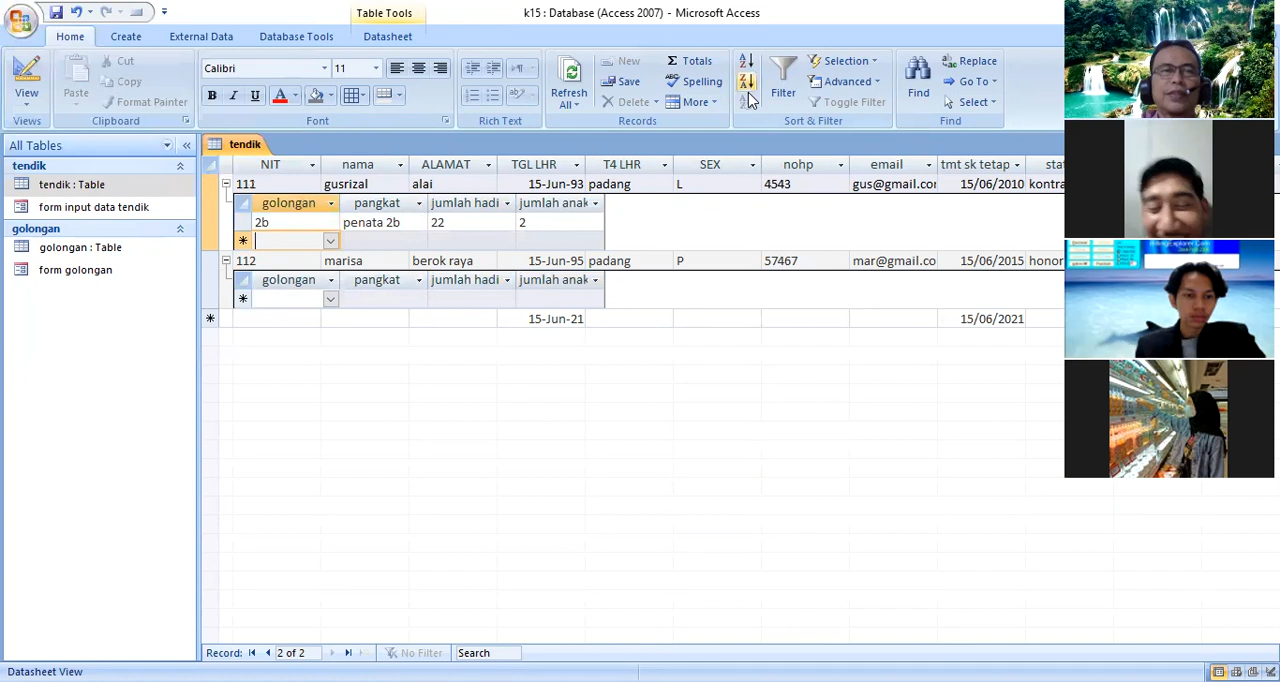 k15 : Database (Access 2007) - Microsoft Access
Table Tools
Home Create External Data Database Tools Datasheet
View
Views
Paste
Cut
Copy
Format Painter
Clipboard
Calibri 11
B I U A
Font
Rich Text
Refresh All
New
Save
Delete
Totals
Spelling
More
Records
Filter
Selection
Advanced
Toggle Filter
Sort & Filter
Find
Replace
Go To
Select
Find
All Tables
tendik
tendik : Table
form input data tendik
golongan
golongan : Table
form golongan
tendik
NIT nama ALAMAT TGL LHR T4 LHR SEX nohp email tmt sk tetap stat
111 gusrizal alai 15-Jun-93 padang L 4543 gus@gmail.con 15/06/2010 kontra
golongan pangkat jumlah hadi jumlah anak
2b penata 2b 22 2
112 marisa berok raya 15-Jun-95 padang P 57467 mar@gmail.co 15/06/2015 honor
golongan pangkat jumlah hadi jumlah anak
15-Jun-21 15/06/2021
Record: 2 of 2 No Filter Search
Datasheet View